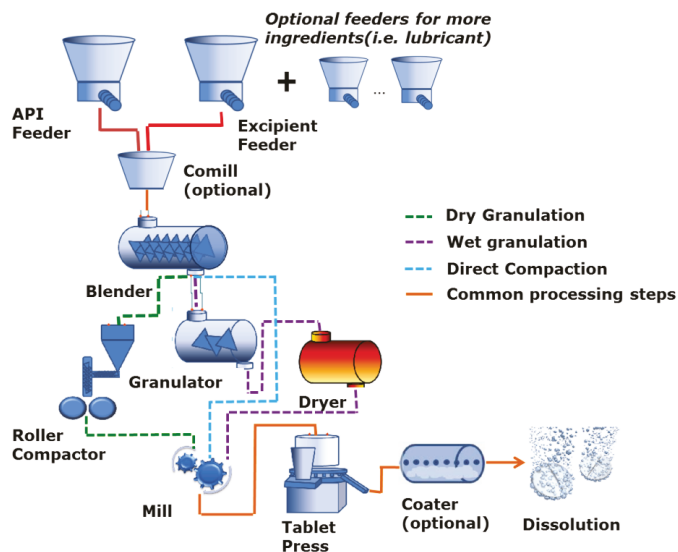 Optional feeders for more
ingredients(i.e. lubricant)
+
...
API
Feeder
Excipient
Feeder
Comill
(optional)
Dry Granulation
Wet granulation
Direct Compaction
Common processing steps
Blender
Granulator
Dryer
Roller
Compactor
Mill
Tablet
Press
Coater
(optional)
Dissolution